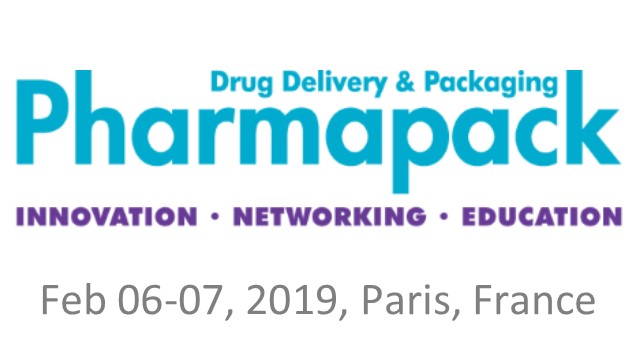 Drug Delivery & Packaging
Pharmapack
INNOVATION • NETWORKING • EDUCATION
Feb 06-07, 2019, Paris, France